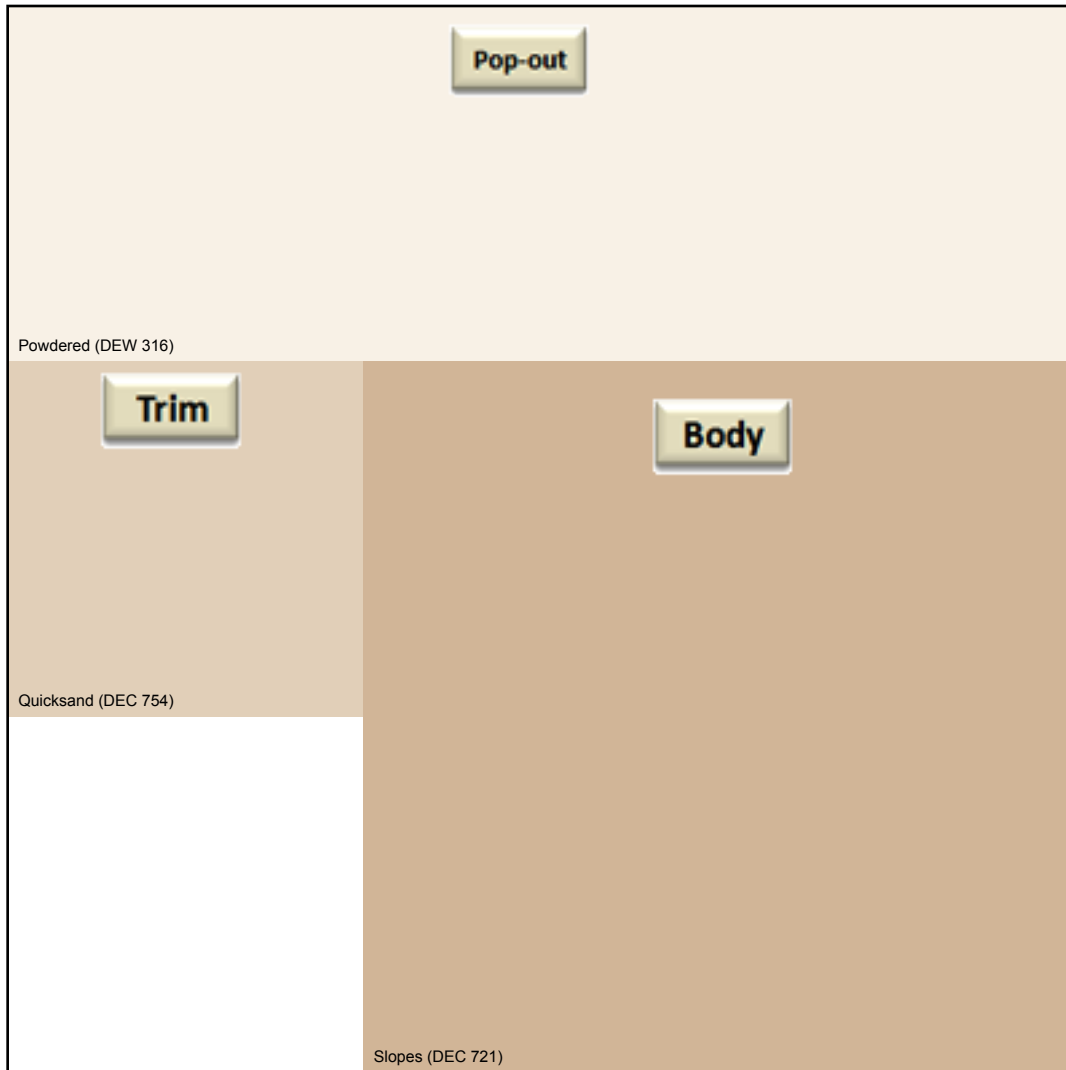 Pop-out
Powdered (DEW 316)
Trim
Quicksand (DEC 754)
Body
Slopes (DEC 721)